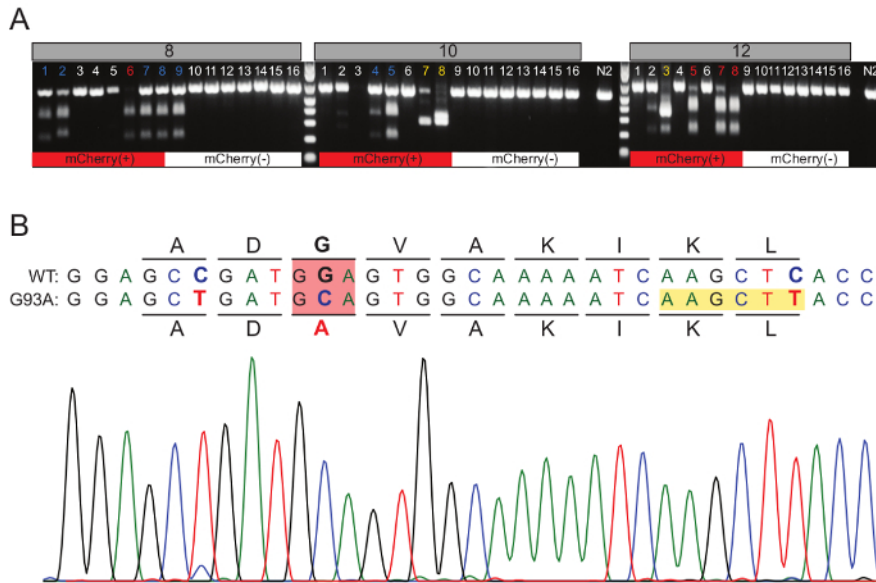 A
8 10 12
1 2 3 4 5 6 7 8 9 10 11 12 13 14 15 16 1 2 3 4 5 6 7 8 9 10 11 12 13 14 15 16 N2 1 2 3 4 5 6 7 8 9 10 11 12 13 14 15 16 N2
mCherry(+) mCherry(-) mCherry(+) mCherry(-) mCherry(+) mCherry(-)
B
A D G V A K I K L
WT: G G A G C C G A T G G A G T G G C A A A A A T C A A G C T C A C C
G93A: G G A G C T G A T G C A G T G G C A A A A A T C A A G C T T A C C
A D A V A K I K L